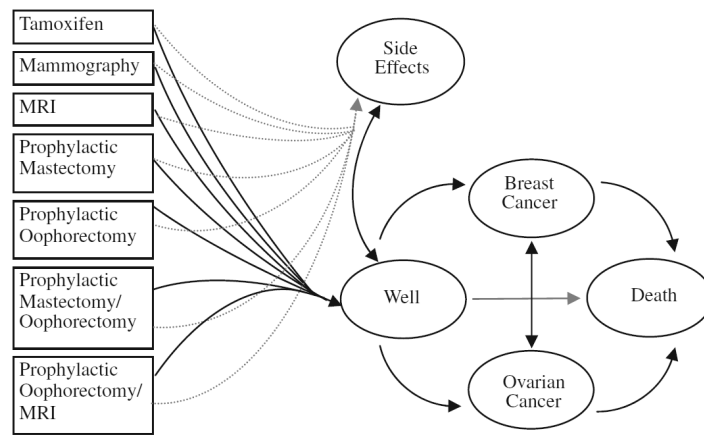 Tamoxifen
Mammography
MRI
Prophylactic
Mastectomy
Prophylactic
Oophorectomy
Prophylactic
Mastectomy/
Oophorectomy
Prophylactic
Oophorectomy/
MRI
Side
Effects
Well
Breast
Cancer
Ovarian
Cancer
Death